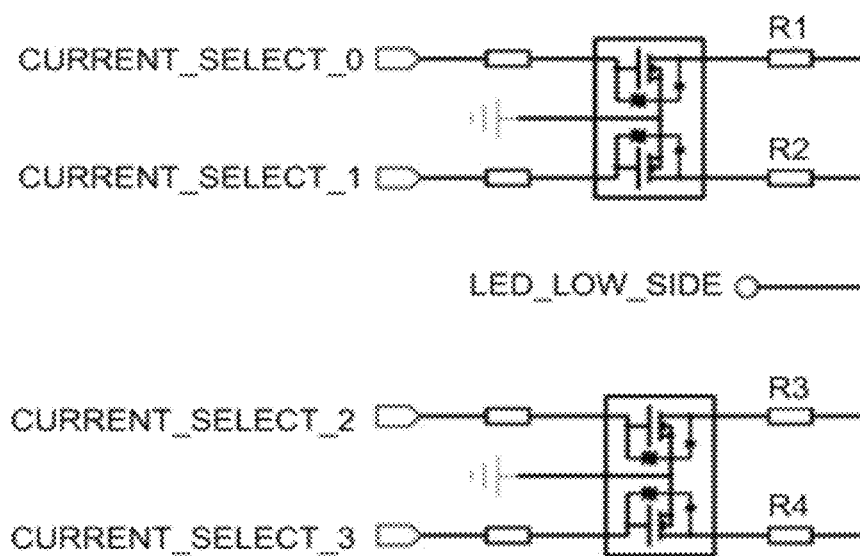 R1
CURRENT_SELECT_0
R2
CURRENT_SELECT_1
LED_LOW_SIDE
R3
CURRENT_SELECT_2
R4
CURRENT_SELECT_3